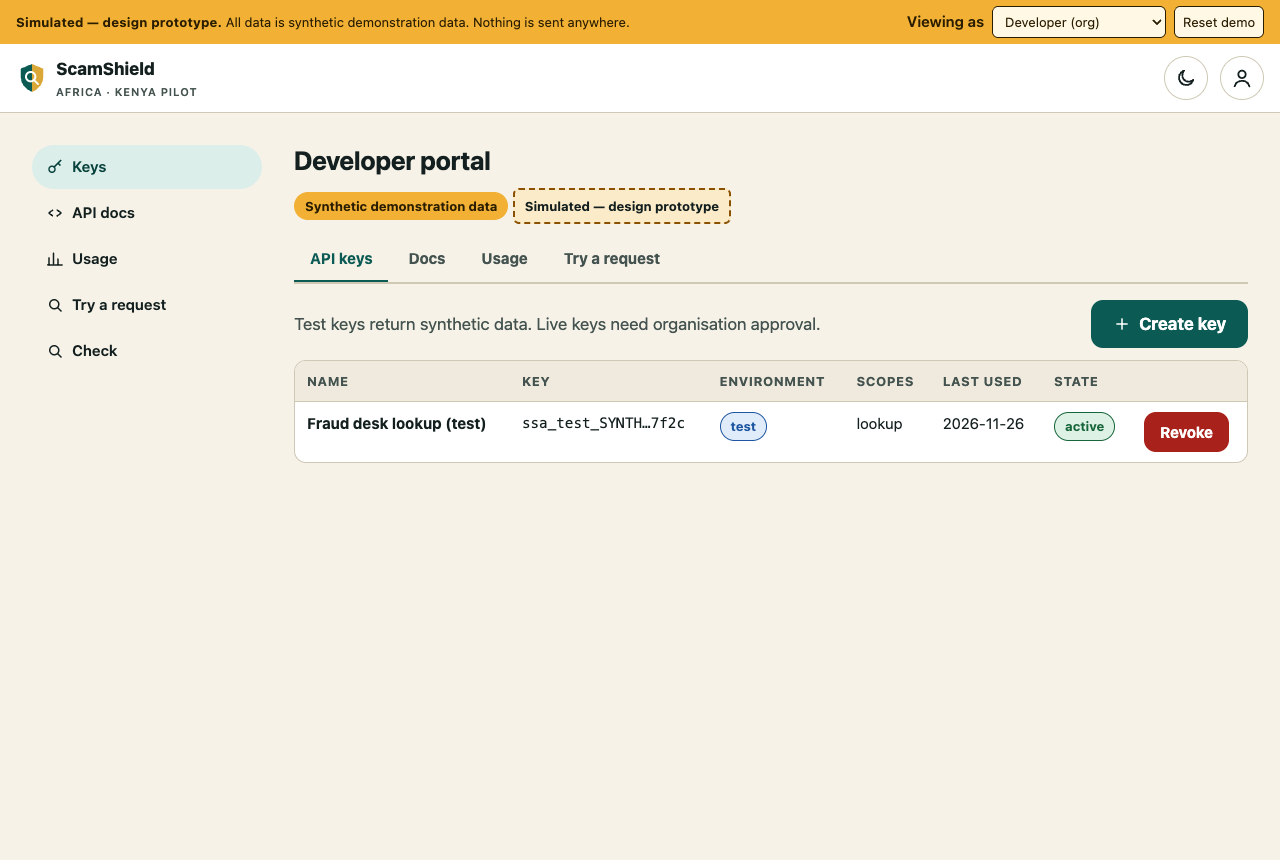 Simulated — design prototype. All data is synthetic demonstration data. Nothing is sent anywhere.
Viewing as
Developer (org)
Reset demo
ScamShield
AFRICA · KENYA PILOT
Keys
API docs
Usage
Try a request
Check
Developer portal
Synthetic demonstration data
Simulated — design prototype
API keys
Docs
Usage
Try a request
Test keys return synthetic data. Live keys need organisation approval.
Create key
NAME KEY ENVIRONMENT SCOPES LAST USED STATE
Fraud desk lookup (test) ssa_test_SYNTH…7f2c test lookup 2026-11-26 active Revoke